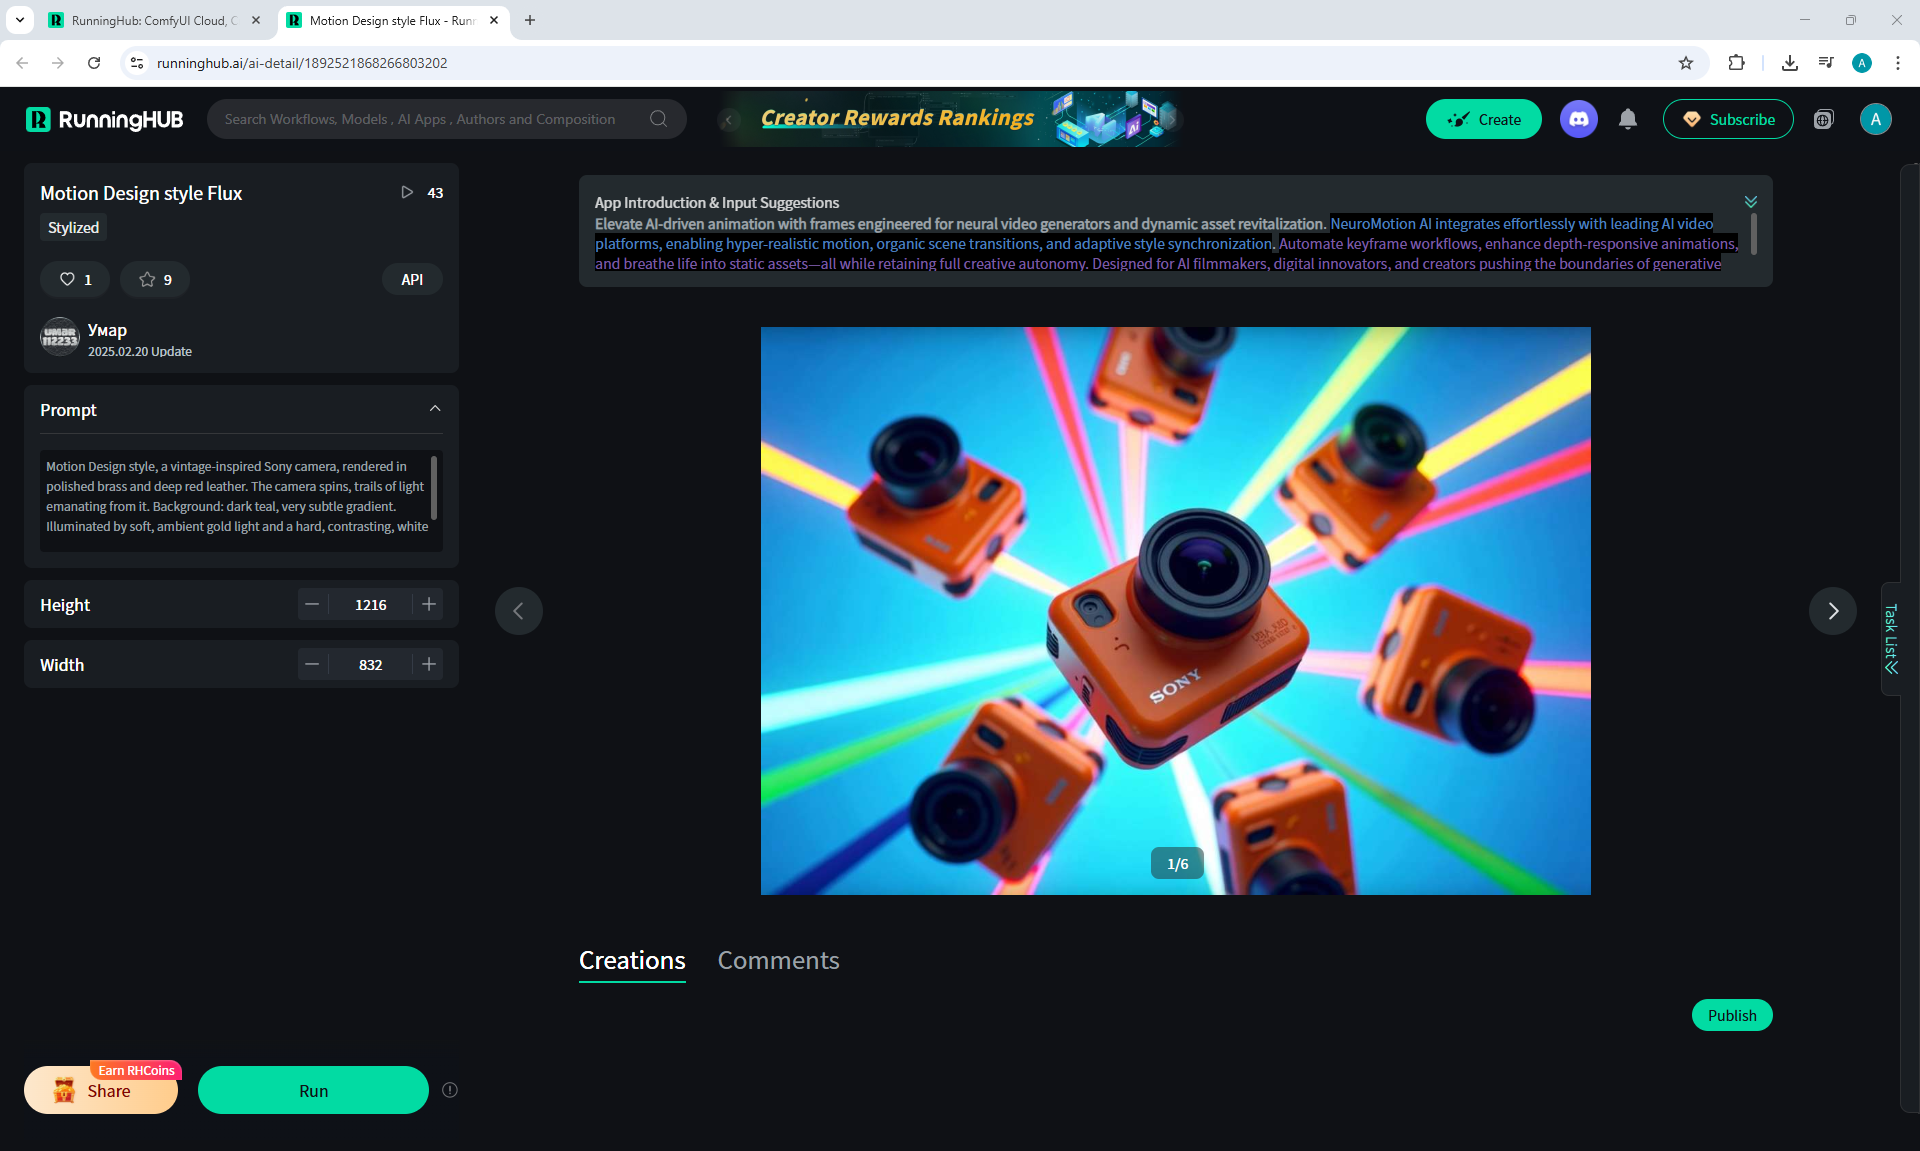 RunningHub: ComfyUI Cloud, C
Motion Design style Flux - Runn
runninghub.ai/ai-detail/1892521868266803202
A
RunningHUB
Search Workflows, Models , AI Apps , Authors and Composition
Creator Rewards Rankings
Ai
Create
Subscribe
A
Motion Design style Flux
43
Stylized
1
9
API
UMAR
112233
Умар
2025.02.20 Update
Prompt
Motion Design style, a vintage-inspired Sony camera, rendered in
polished brass and deep red leather. The camera spins, trails of light
emanating from it. Background: dark teal, very subtle gradient.
Illuminated by soft, ambient gold light and a hard, contrasting, white
Height
1216
Width
832
App Introduction & Input Suggestions
Elevate AI-driven animation with frames engineered for neural video generators and dynamic asset revitalization. NeuroMotion AI integrates effortlessly with leading AI video
platforms, enabling hyper-realistic motion, organic scene transitions, and adaptive style synchronization. Automate keyframe workflows, enhance depth-responsive animations,
and breathe life into static assets—all while retaining full creative autonomy. Designed for AI filmmakers, digital innovators, and creators pushing the boundaries of generative
SONY
1/6
Task List
Creations
Comments
Publish
Earn RHCoins
Share
Run